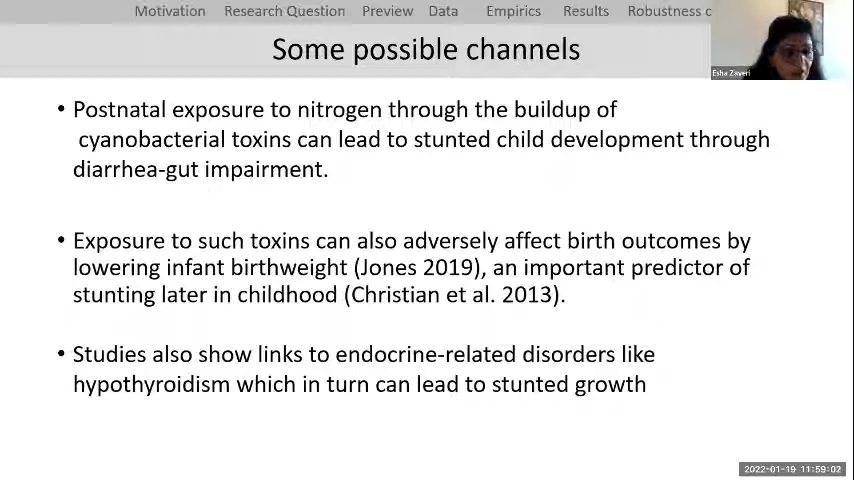 Motivation Research Question Preview Data Empirics Results Robustness c
Some possible channels
Esha Zaveri
• Postnatal exposure to nitrogen through the buildup of
cyanobacterial toxins can lead to stunted child development through
diarrhea-gut impairment.
• Exposure to such toxins can also adversely affect birth outcomes by
lowering infant birthweight (Jones 2019), an important predictor of
stunting later in childhood (Christian et al. 2013).
• Studies also show links to endocrine-related disorders like
hypothyroidism which in turn can lead to stunted growth
2022-01-19 11:59:02